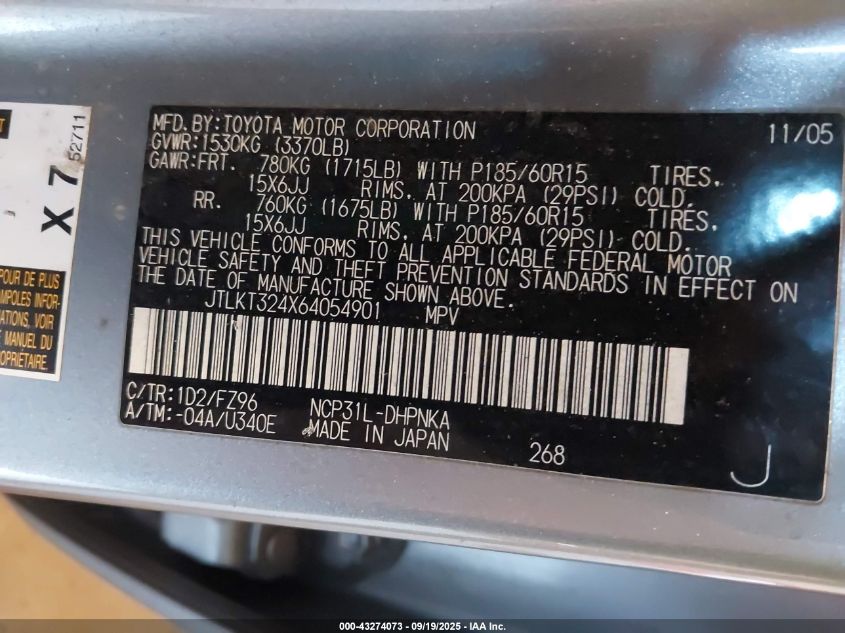 MFD. BY: TOYOTA MOTOR CORPORATION 11/05
GVWR: 1530KG (3370LB)
GAWR: FRT. 780KG (1715LB) WITH P185/60R15 TIRES,
15X6JJ RIMS, AT 200KPA (29PSI) COLD.
RR. 760KG (1675LB) WITH P185/60R15 TIRES,
15X6JJ RIMS, AT 200KPA (29PSI) COLD.
THIS VEHICLE CONFORMS TO ALL APPLICABLE FEDERAL MOTOR
VEHICLE SAFETY AND THEFT PREVENTION STANDARDS IN EFFECT ON
THE DATE OF MANUFACTURE SHOWN ABOVE.
JTLKT324X64054901 MPV
C/TR: 1D2/FZ96 NCP31L-DHPNKA
A/TM: -04A/U340E MADE IN JAPAN
268
J
X 7
52711
POUR DE PLUS
AMPLES INFOR-
MATIONS, VOIR
MANUEL DU
PROPRIÉTAIRE.
000-43274073 - 09/19/2025 - IAA Inc.